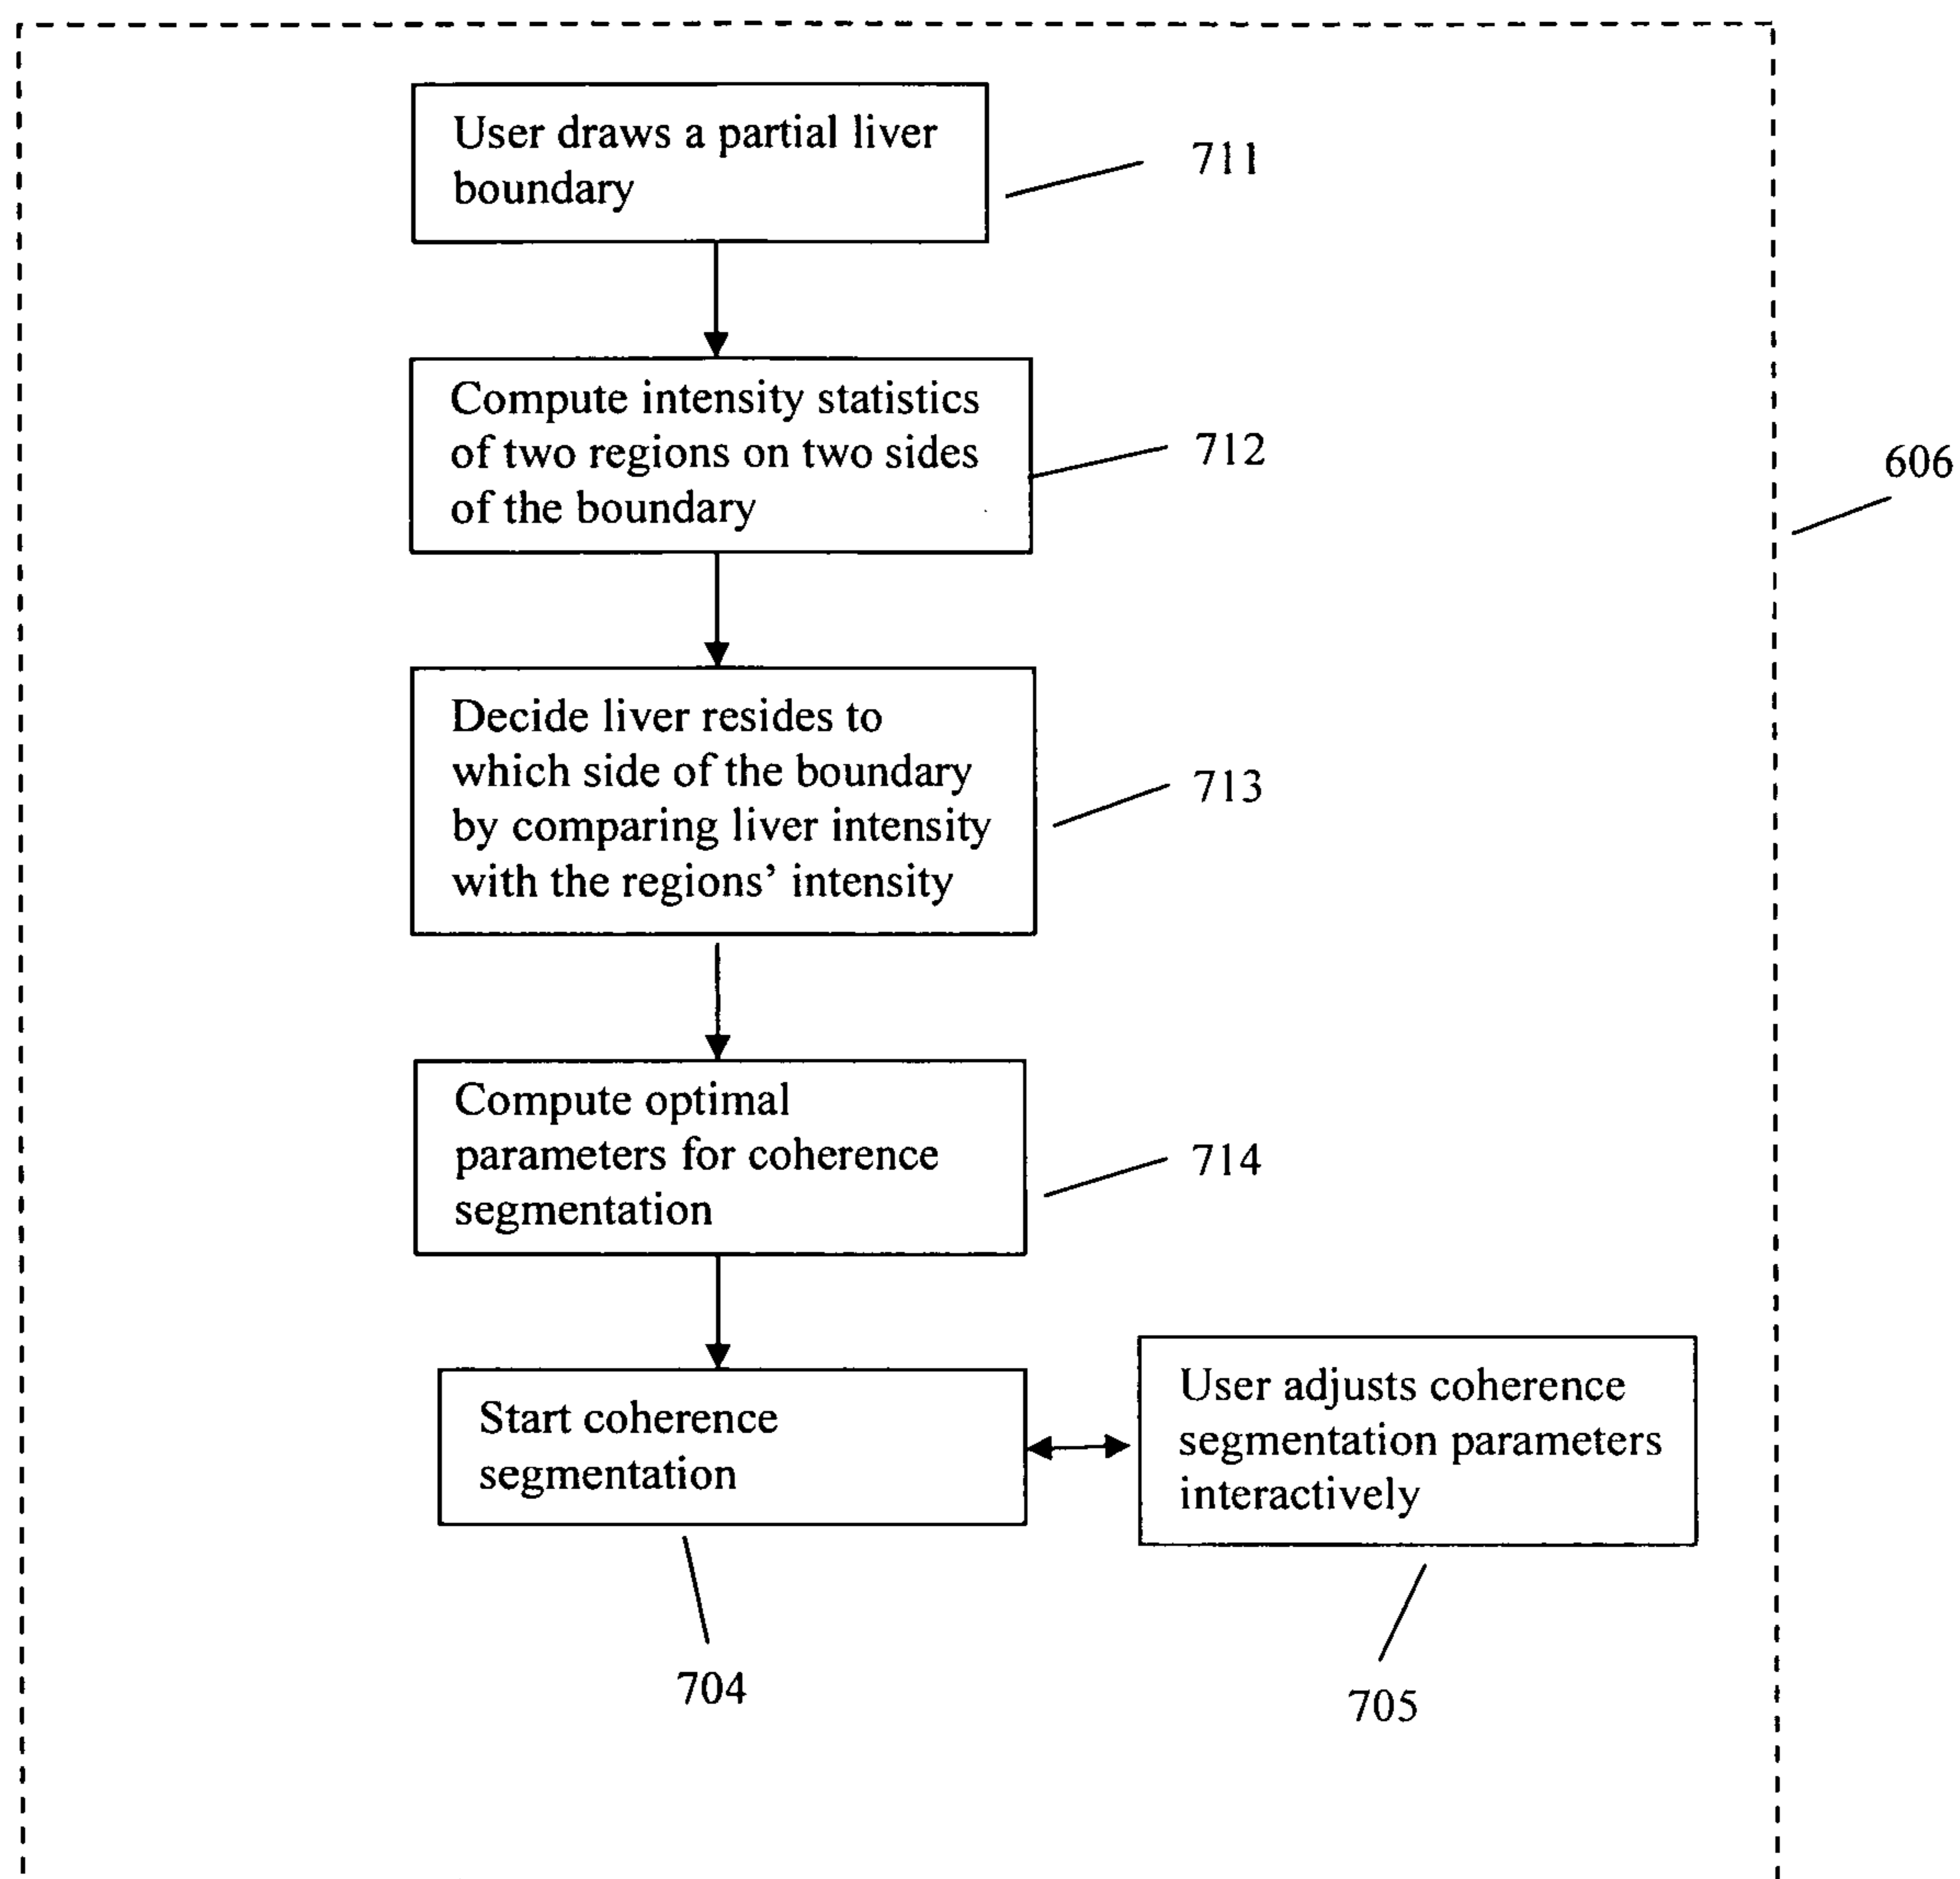 User draws a partial liver
boundary
711
Compute intensity statistics
of two regions on two sides
of the boundary
712
606
Decide liver resides to
which side of the boundary
by comparing liver intensity
with the regions’ intensity
713
Compute optimal
parameters for coherence
segmentation
714
Start coherence
segmentation
704
User adjusts coherence
segmentation parameters
interactively
705